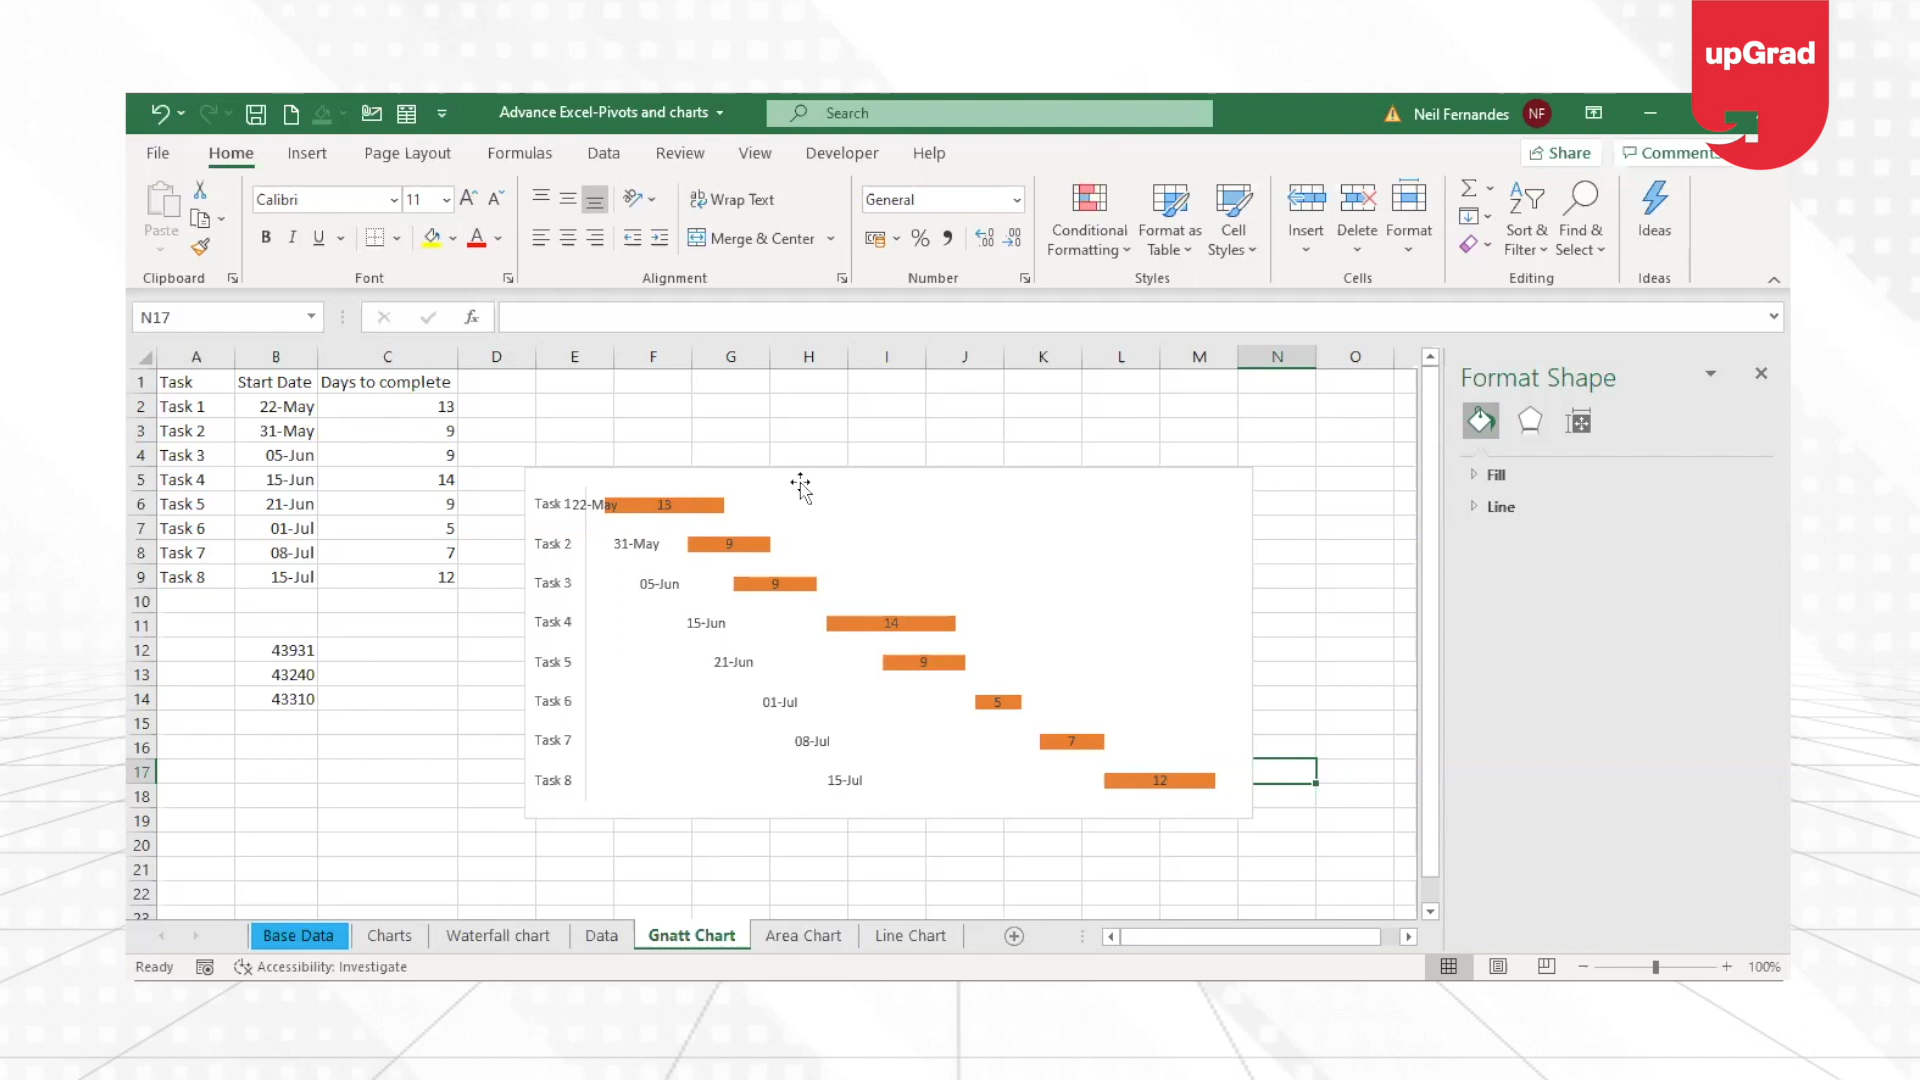 upGrad
Advance Excel-Pivots and charts
Search
Neil Fernandes
NF
File Home Insert Page Layout Formulas Data Review View Developer Help
Share
Calibri 11
Wrap Text
General
Paste
B I U
Merge & Center
Conditional Formatting
Format as Table
Cell Styles
Insert Delete Format
Sort & Filter
Find & Select
Ideas
Clipboard Font Alignment Number Styles Cells Editing Ideas
N17
fx
A B C D E F G H I J K L M N O
1 Task Start Date Days to complete
2 Task 1 22-May 13
3 Task 2 31-May 9
4 Task 3 05-Jun 9
5 Task 4 15-Jun 14
6 Task 5 21-Jun 9
7 Task 6 01-Jul 5
8 Task 7 08-Jul 7
9 Task 8 15-Jul 12
10
11
12 43931
13 43240
14 43310
15
16
17
18
19
20
21
22
23
Task 1 22-May 13
Task 2 31-May 9
Task 3 05-Jun 9
Task 4 15-Jun 14
Task 5 21-Jun 9
Task 6 01-Jul 5
Task 7 08-Jul 7
Task 8 15-Jul 12
Format Shape
Fill
Line
Base Data Charts Waterfall chart Data Gnatt Chart Area Chart Line Chart
Ready
Accessibility: Investigate
100%